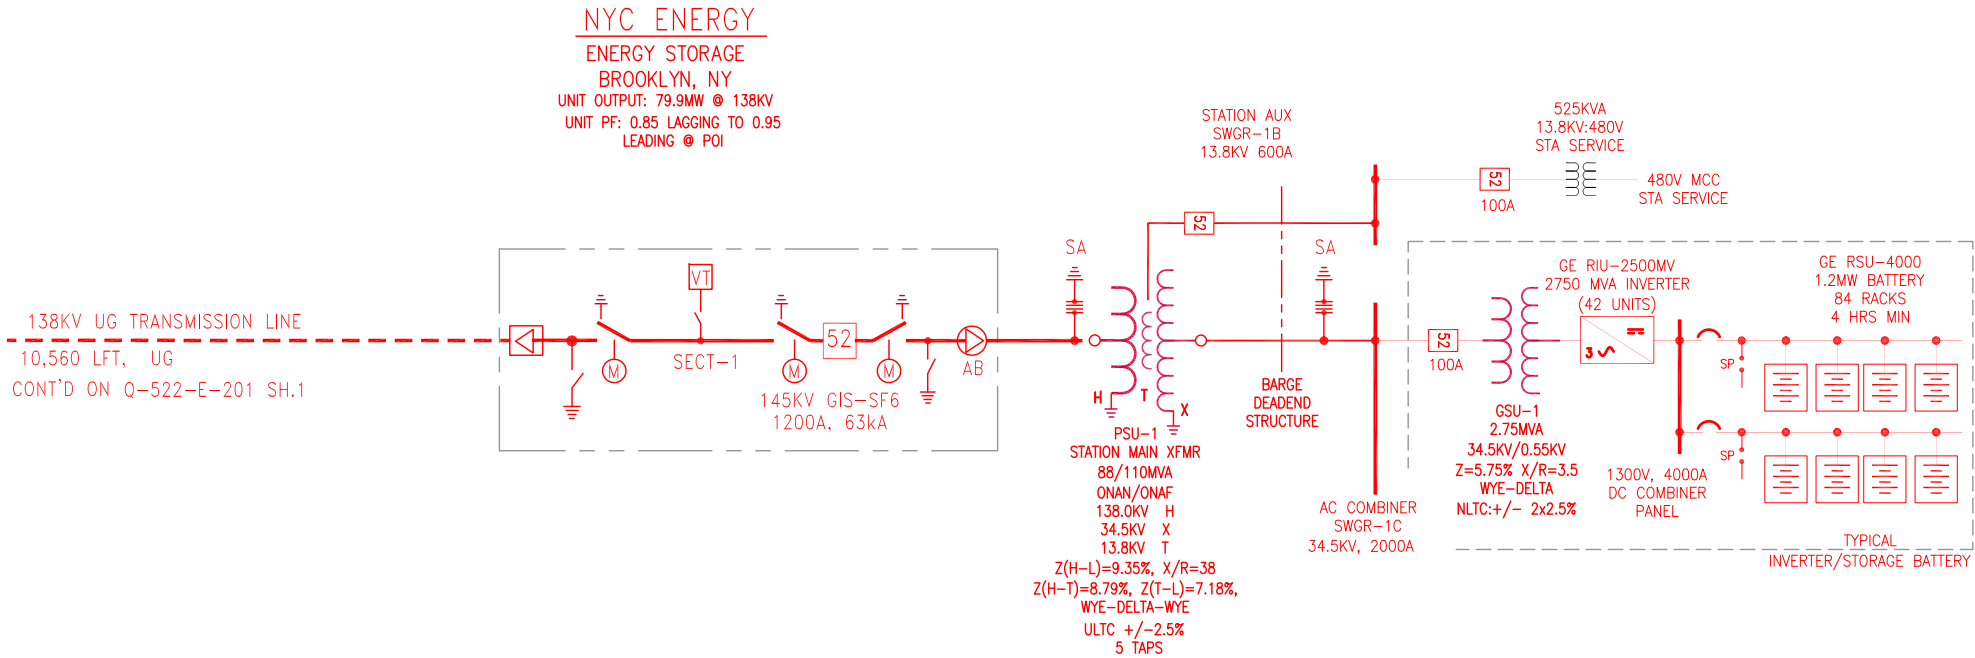 NYC ENERGY
ENERGY STORAGE
BROOKLYN, NY
UNIT OUTPUT: 79.9MW @ 138KV
UNIT PF: 0.85 LAGGING TO 0.95
LEADING @ POI
138KV UG TRANSMISSION LINE
10,560 LFT, UG
CONT'D ON Q-522-E-201 SH.1
VT
M
SECT-1
M
52
M
AB
145KV GIS-SF6
1200A, 63kA
SA
H
T
X
PSU-1
STATION MAIN XFMR
88/110MVA
ONAN/ONAF
138.0KV H
34.5KV X
13.8KV T
Z(H-L)=9.35%, X/R=38
Z(H-T)=8.79%, Z(T-L)=7.18%,
WYE-DELTA-WYE
ULTC +/-2.5%
5 TAPS
STATION AUX
SWGR-1B
13.8KV 600A
52
SA
BARGE
DEADEND
STRUCTURE
AC COMBINER
SWGR-1C
34.5KV, 2000A
52
100A
525KVA
13.8KV:480V
STA SERVICE
480V MCC
STA SERVICE
52
100A
GSU-1
2.75MVA
34.5KV/0.55KV
Z=5.75% X/R=3.5
WYE-DELTA
NLTC:+/- 2x2.5%
GE RIU-2500MV
2750 MVA INVERTER
(42 UNITS)
3
1300V, 4000A
DC COMBINER
PANEL
GE RSU-4000
1.2MW BATTERY
84 RACKS
4 HRS MIN
SP
SP
TYPICAL
INVERTER/STORAGE BATTERY